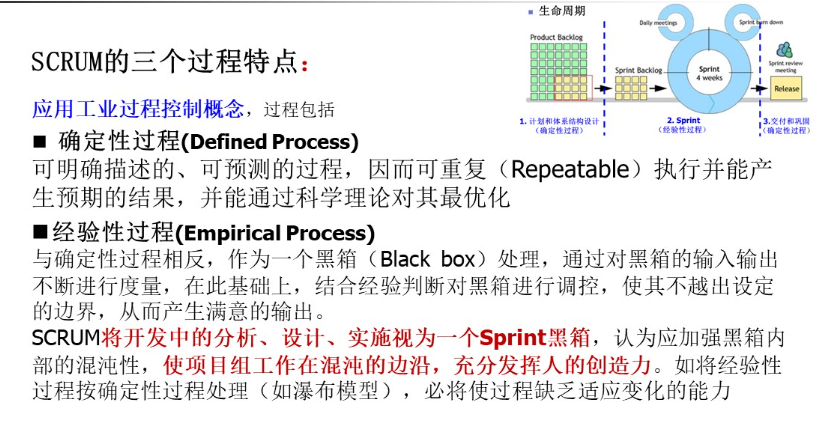 ▪ 生命周期
Daily meetings
Sprint burn down
Product Backlog
Sprint Backlog
Sprint
4 weeks
Sprint review
meeting
Release
1. 计划和体系结构设计
(确定性过程)
2. Sprint
(经验性过程)
3.交付和巩固
(确定性过程)
SCRUM的三个过程特点：
应用工业过程控制概念，过程包括
■ 确定性过程(Defined Process)
可明确描述的、可预测的过程，因而可重复（Repeatable）执行并能产
生预期的结果，并能通过科学理论对其最优化
■经验性过程(Empirical Process)
与确定性过程相反，作为一个黑箱（Black box）处理，通过对黑箱的输入输出
不断进行度量，在此基础上，结合经验判断对黑箱进行调控，使其不越出设定
的边界，从而产生满意的输出。
SCRUM将开发中的分析、设计、实施视为一个Sprint黑箱，认为应加强黑箱内
部的混沌性，使项目组工作在混沌的边沿，充分发挥人的创造力。如将经验性
过程按确定性过程处理（如瀑布模型），必将使过程缺乏适应变化的能力